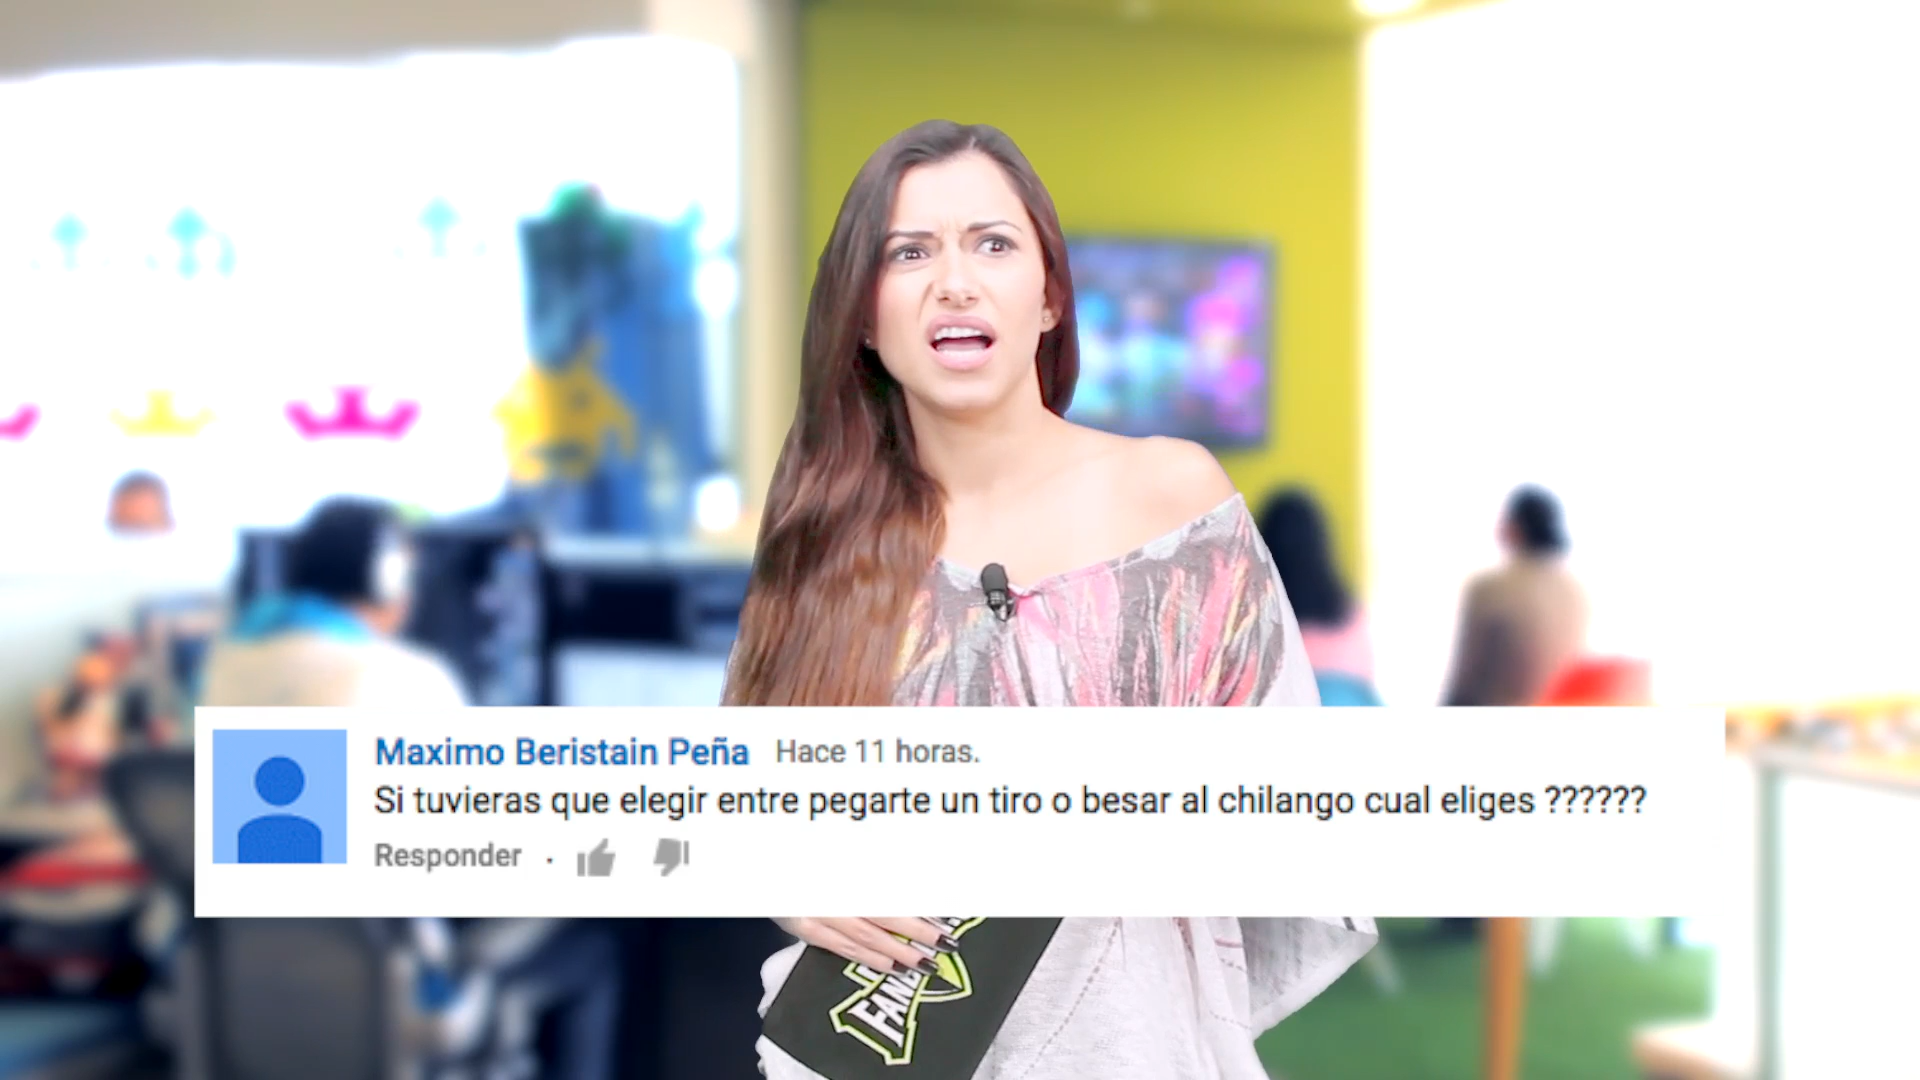 Maximo Beristain Peña Hace 11 horas.
Si tuvieras que elegir entre pegarte un tiro o besar al chilango cual eliges ??????
Responder .